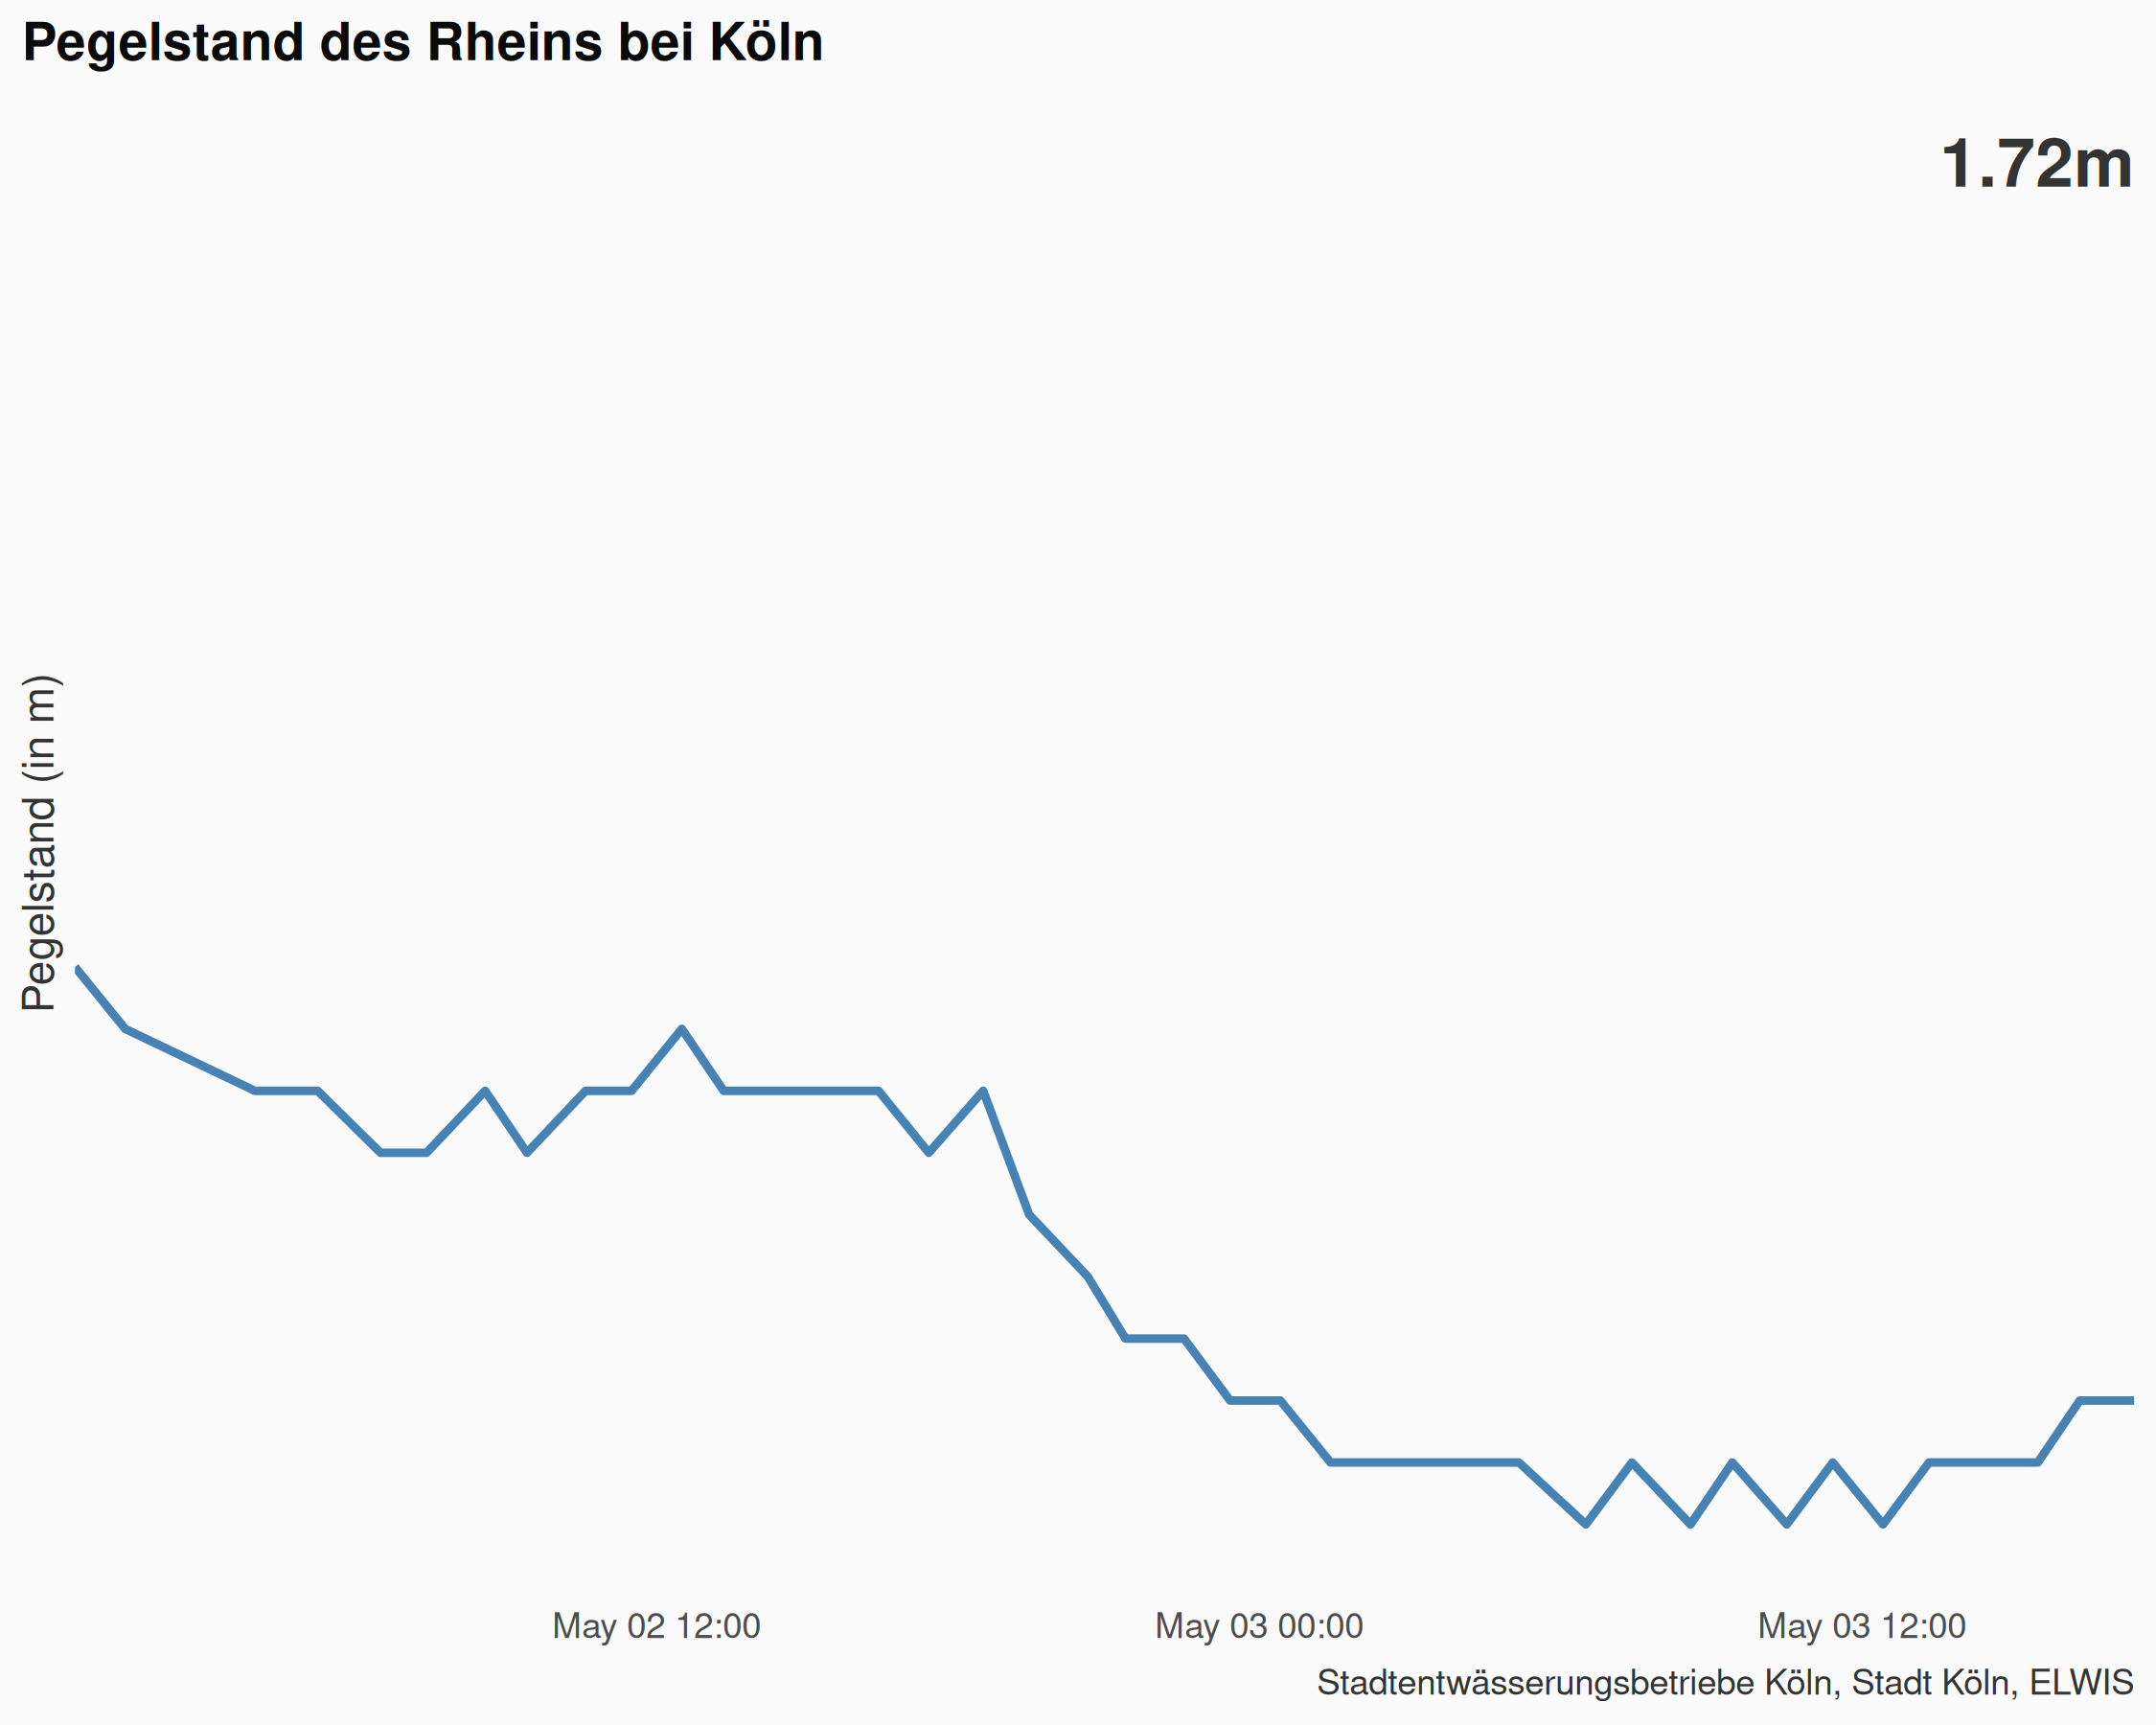 Pegelstand des Rheins bei Köln
1.72m
Pegelstand (in m)
May 02 12:00
May 03 00:00
May 03 12:00
Stadtentwässerungsbetriebe Köln, Stadt Köln, ELWIS